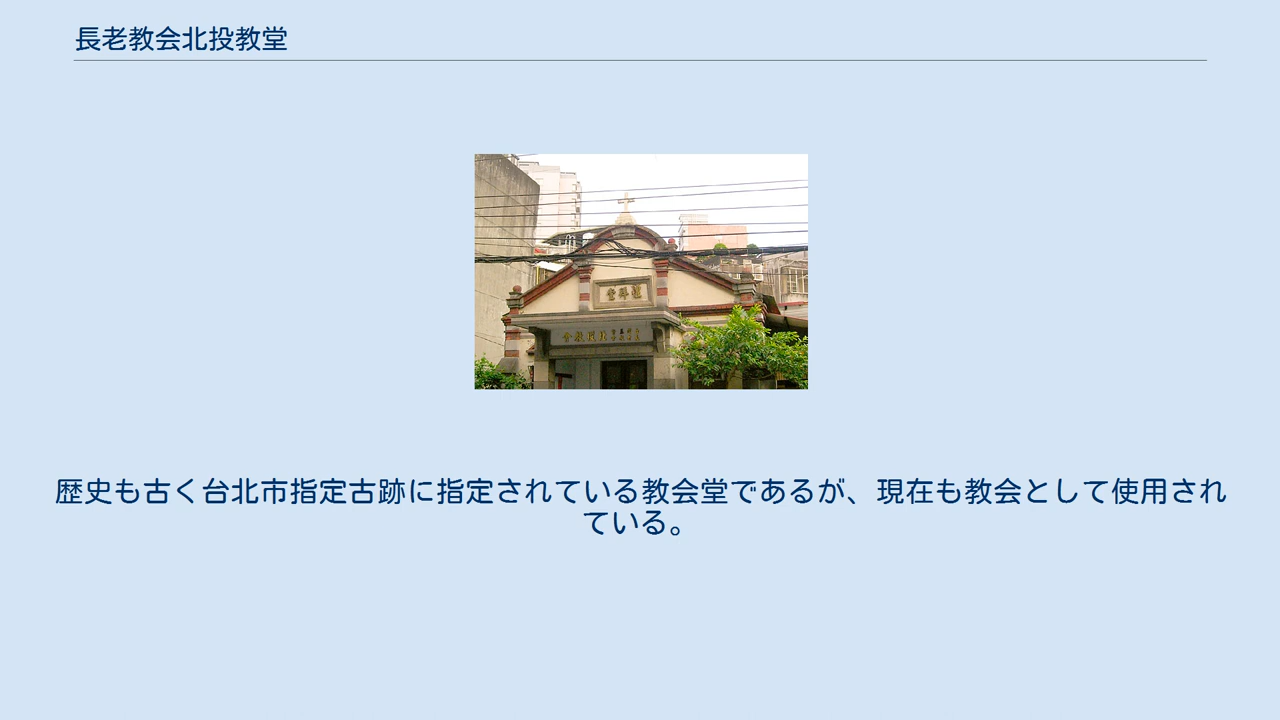 長老教会北投教堂
歴史も古く台北市指定古跡に指定されている教会堂であるが、現在も教会として使用され
ている。